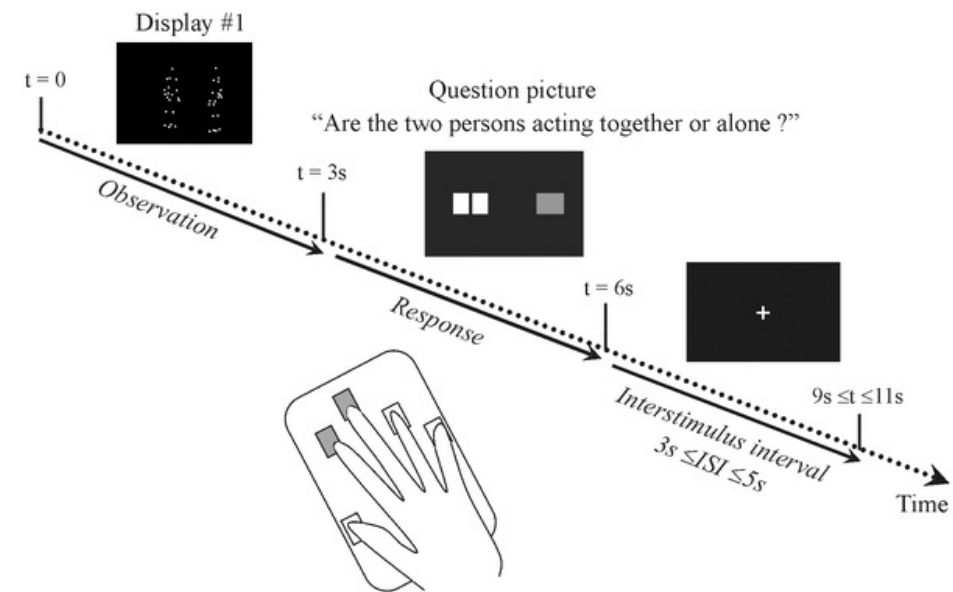 Display #1
t = 0
Question picture
“Are the two persons acting together or alone ?”
t = 3s
Observation
t = 6s
Response
9s ≤t ≤11s
Interstimulus interval
3s ≤ISI ≤5s
Time